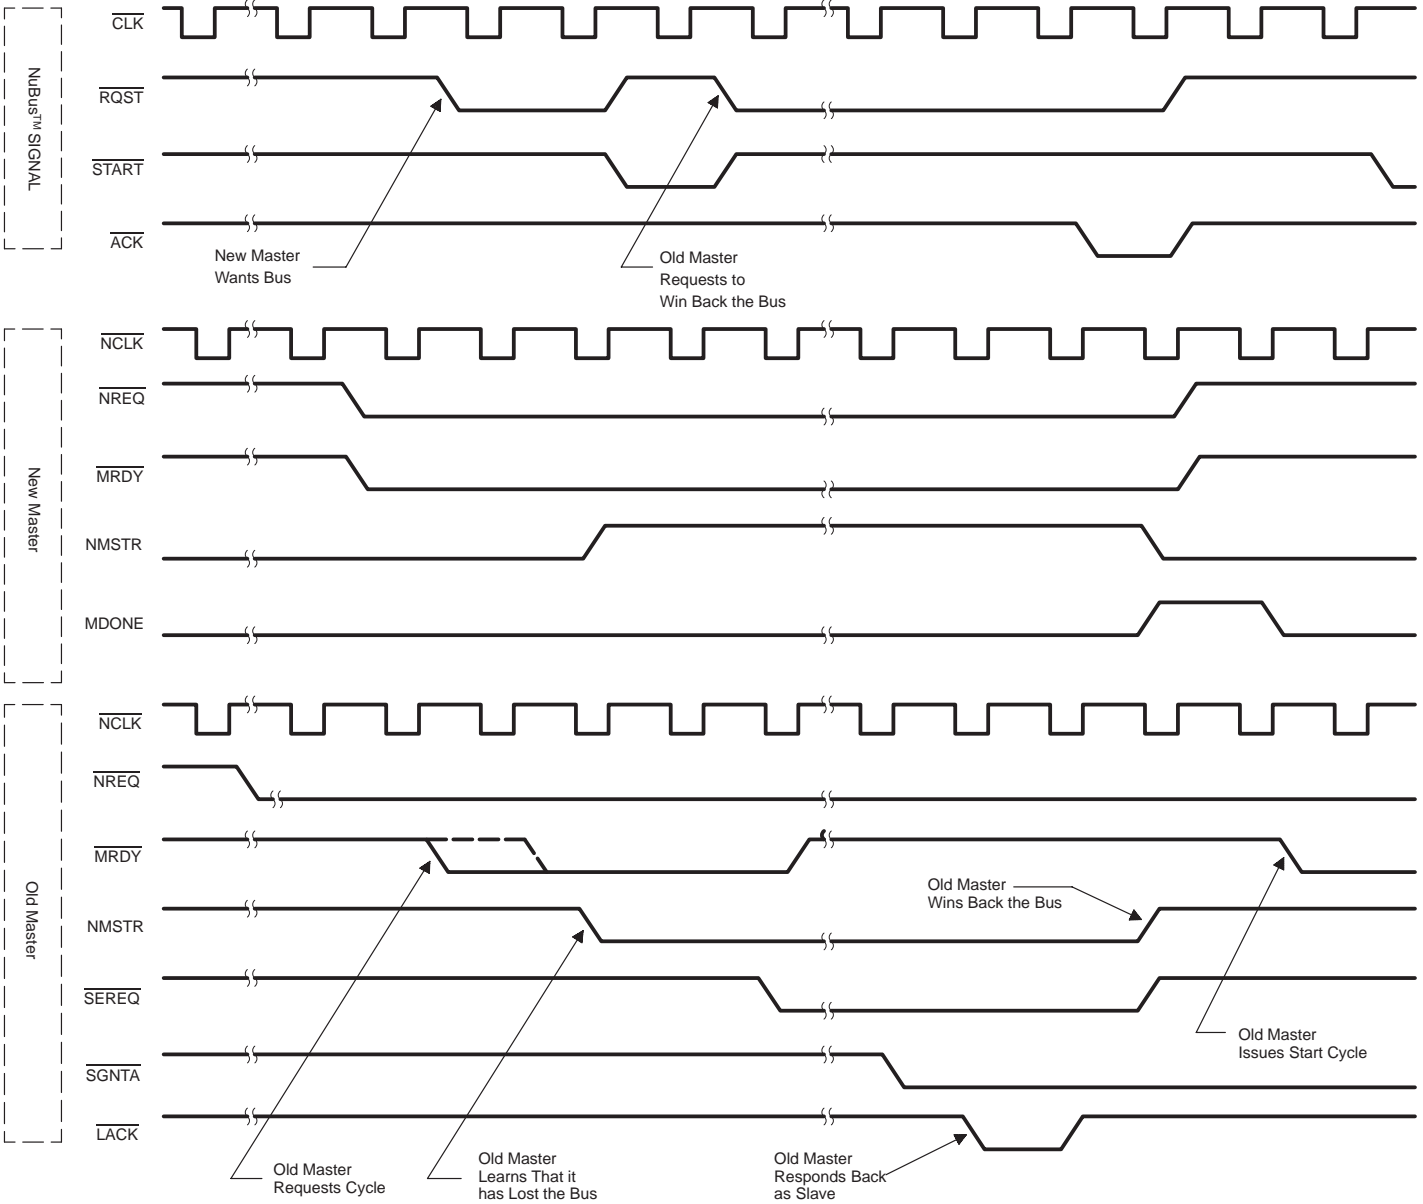 NuBus™ SIGNAL
CLK
RQST
START
ACK
New Master
Wants Bus
Old Master
Requests to
Win Back the Bus
New Master
NCLK
NREQ
MRDY
NMSTR
MDONE
Old Master
NCLK
NREQ
MRDY
NMSTR
SEREQ
SGNTA
LACK
Old Master
Wins Back the Bus
Old Master
Issues Start Cycle
Old Master
Requests Cycle
Old Master
Learns That it
has Lost the Bus
Old Master
Responds Back
as Slave